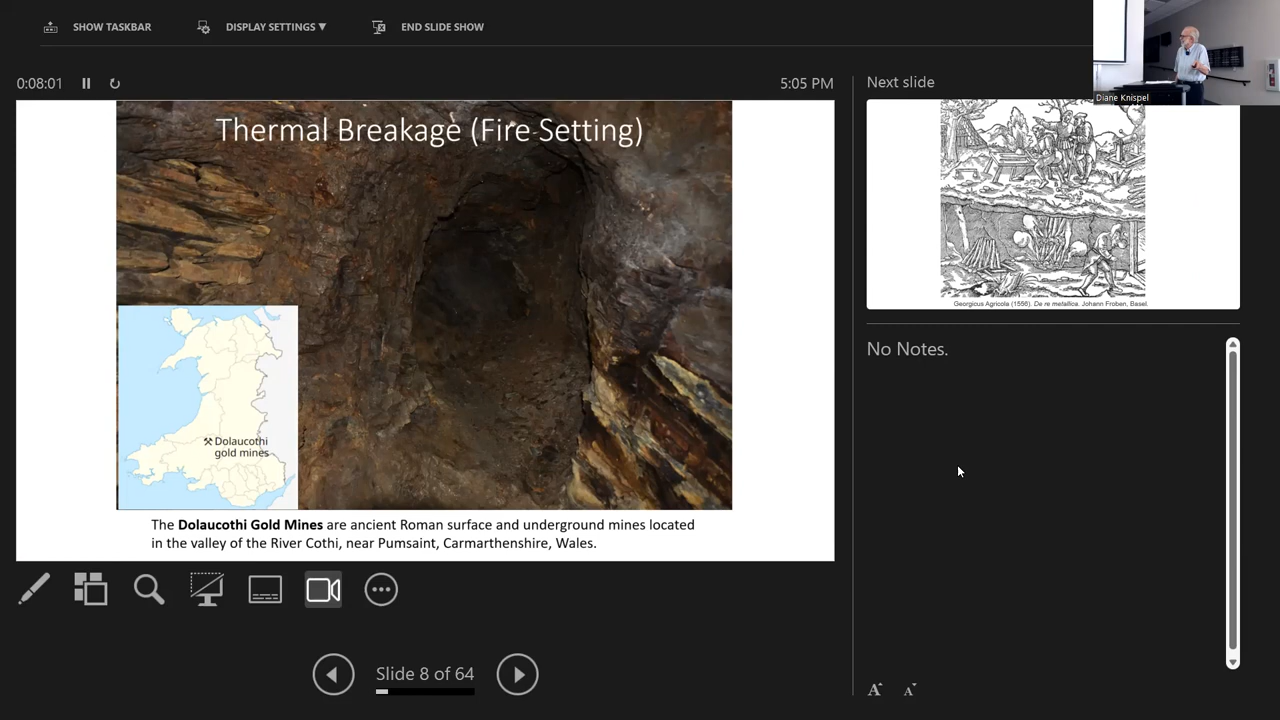 SHOW TASKBAR
DISPLAY SETTINGS ▼
END SLIDE SHOW
0:08:01
5:05 PM
Next slide
Diane Knispel
Thermal Breakage (Fire-Setting)
Dolaucothi
gold mines
The Dolaucothi Gold Mines are ancient Roman surface and underground mines located
in the valley of the River Cothi, near Pumsaint, Carmarthenshire, Wales.
Georgicus Agricola (1556). De re metallica. Johann Froben, Basel.
No Notes.
Slide 8 of 64
A
A